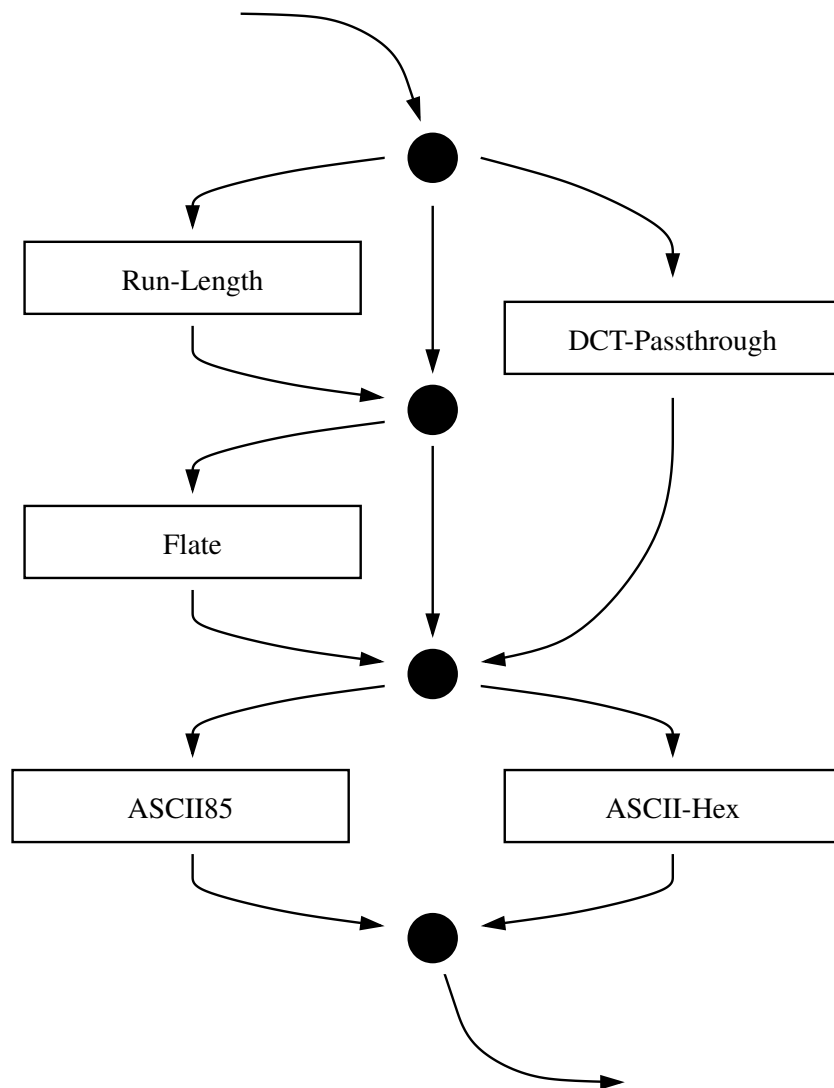 Run-Length
DCT-Passthrough
Flate
ASCII85
ASCII-Hex